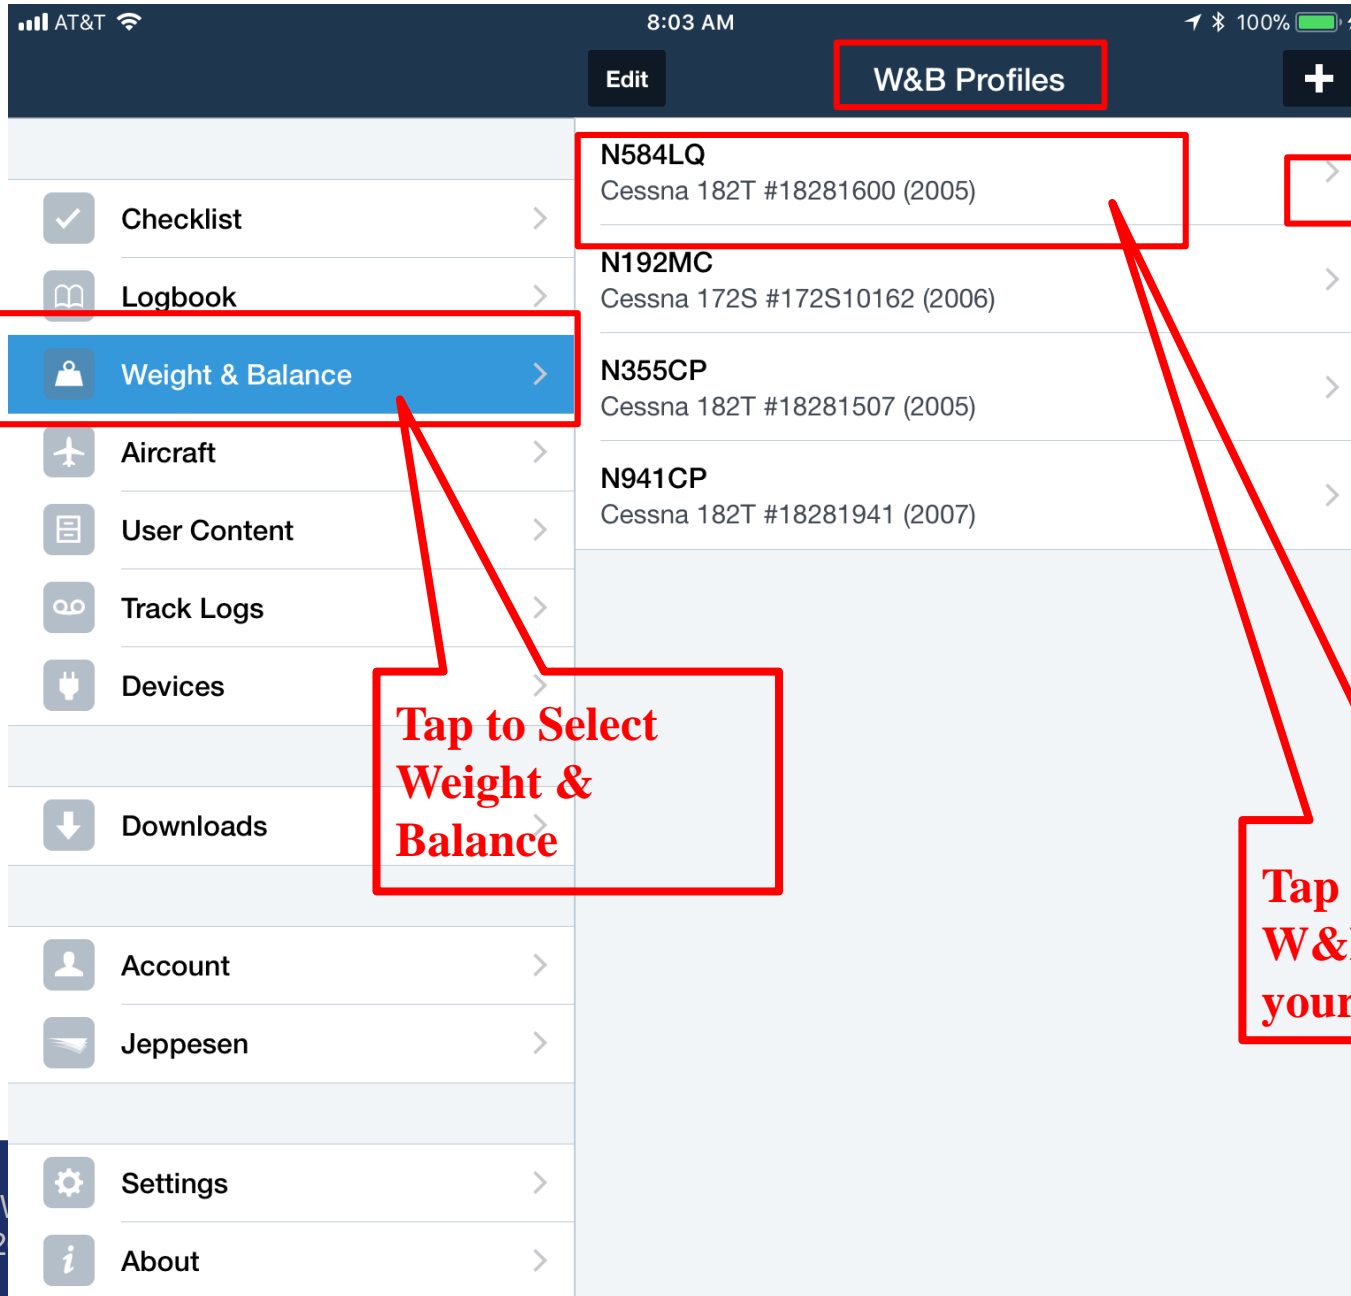 AT&T 8:03 AM 100%
Edit W&B Profiles
Checklist
Logbook
Weight & Balance
Aircraft
User Content
Track Logs
Devices
Downloads
Account
Jeppesen
Settings
About
N584LQ
Cessna 182T #18281600 (2005)
N192MC
Cessna 172S #172S10162 (2006)
N355CP
Cessna 182T #18281507 (2005)
N941CP
Cessna 182T #18281941 (2007)
Tap to Select
Weight &
Balance
Tap
W&
your